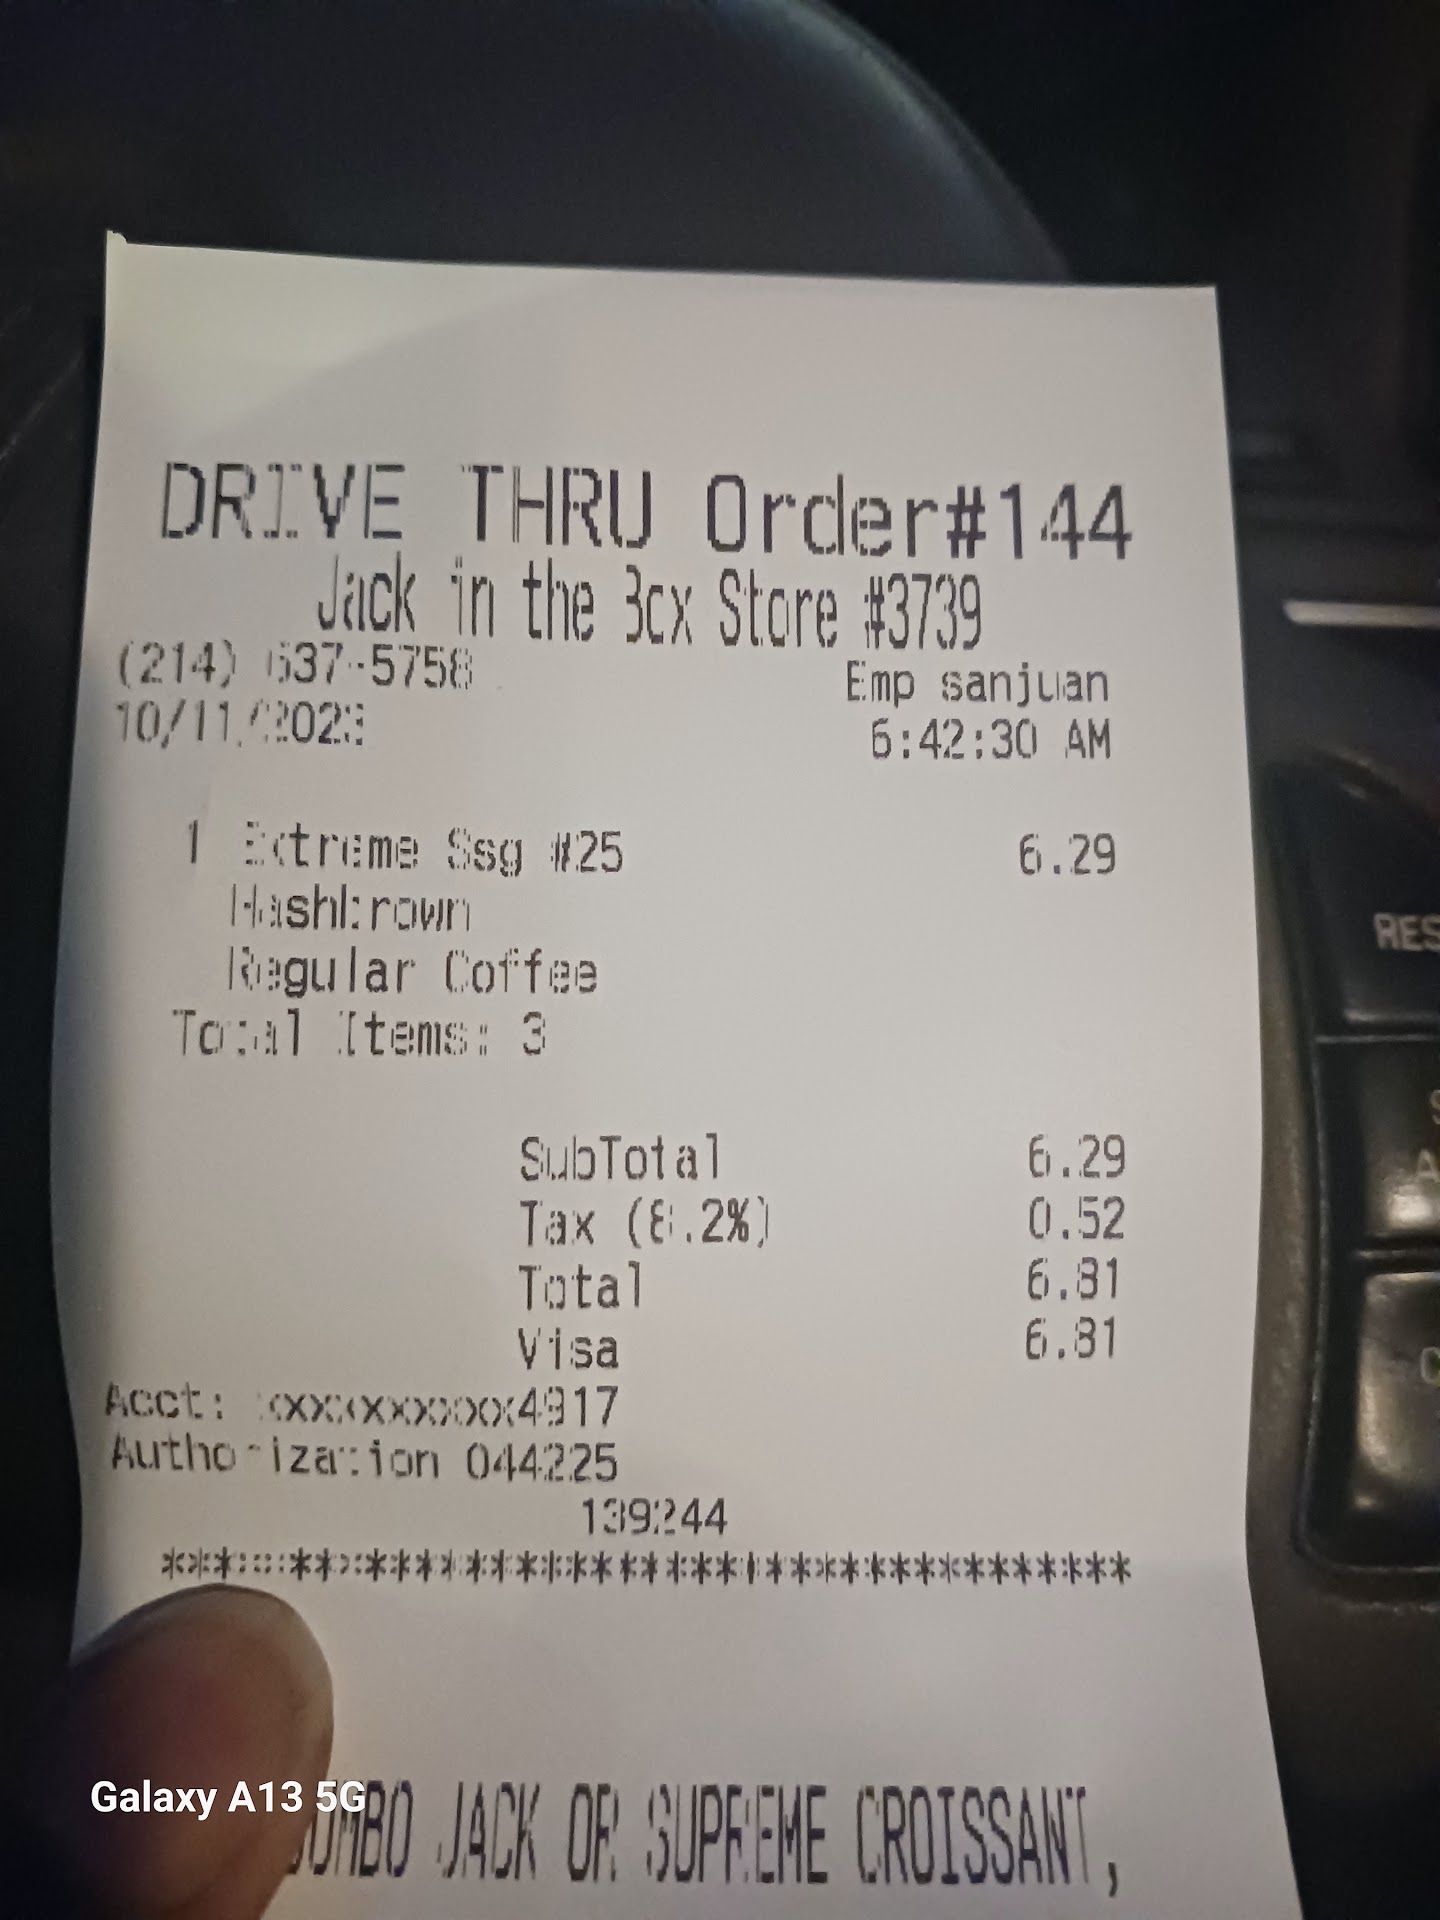 DRIVE THRU Order#144
Jack in the Box Store #3739
(214) 637-5758 Emp sanjuan
10/11/2023 6:42:30 AM
1 Extreme Ssg #25 6.29
Hashbrown
Regular Coffee
Total Items: 3
SubTotal 6.29
Tax (8.2%) 0.52
Total 6.81
Visa 6.81
Acct: xxxxxxxxxxxx4917
Authorization 044225
139244
***************************************
JUMBO JACK OR SUPREME CROISSANT,
RES
Galaxy A13 5G